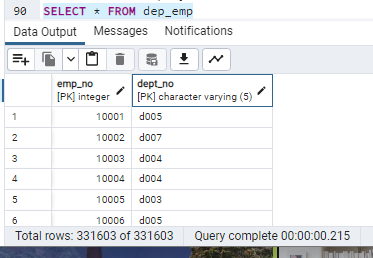 90 SELECT * FROM dep_emp
Data Output Messages Notifications
emp_no dept_no
[PK] integer [PK] character varying (5)
1 10001 d005
2 10002 d007
3 10003 d004
4 10004 d004
5 10005 d003
6 10006 d005
Total rows: 331603 of 331603 Query complete 00:00:00.215